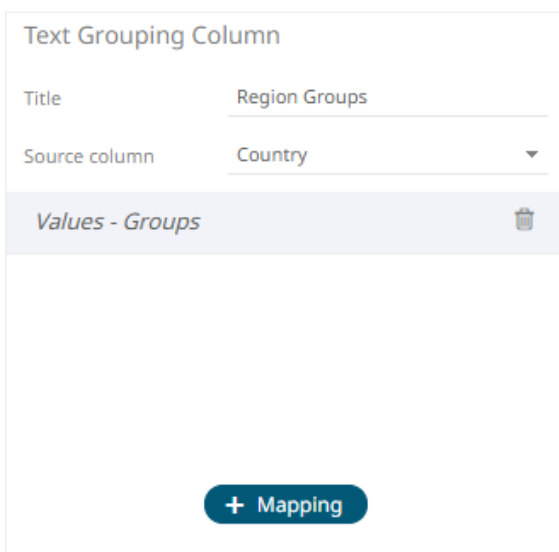 Text Grouping Column
Title Region Groups
Source column Country
Values - Groups
+ Mapping